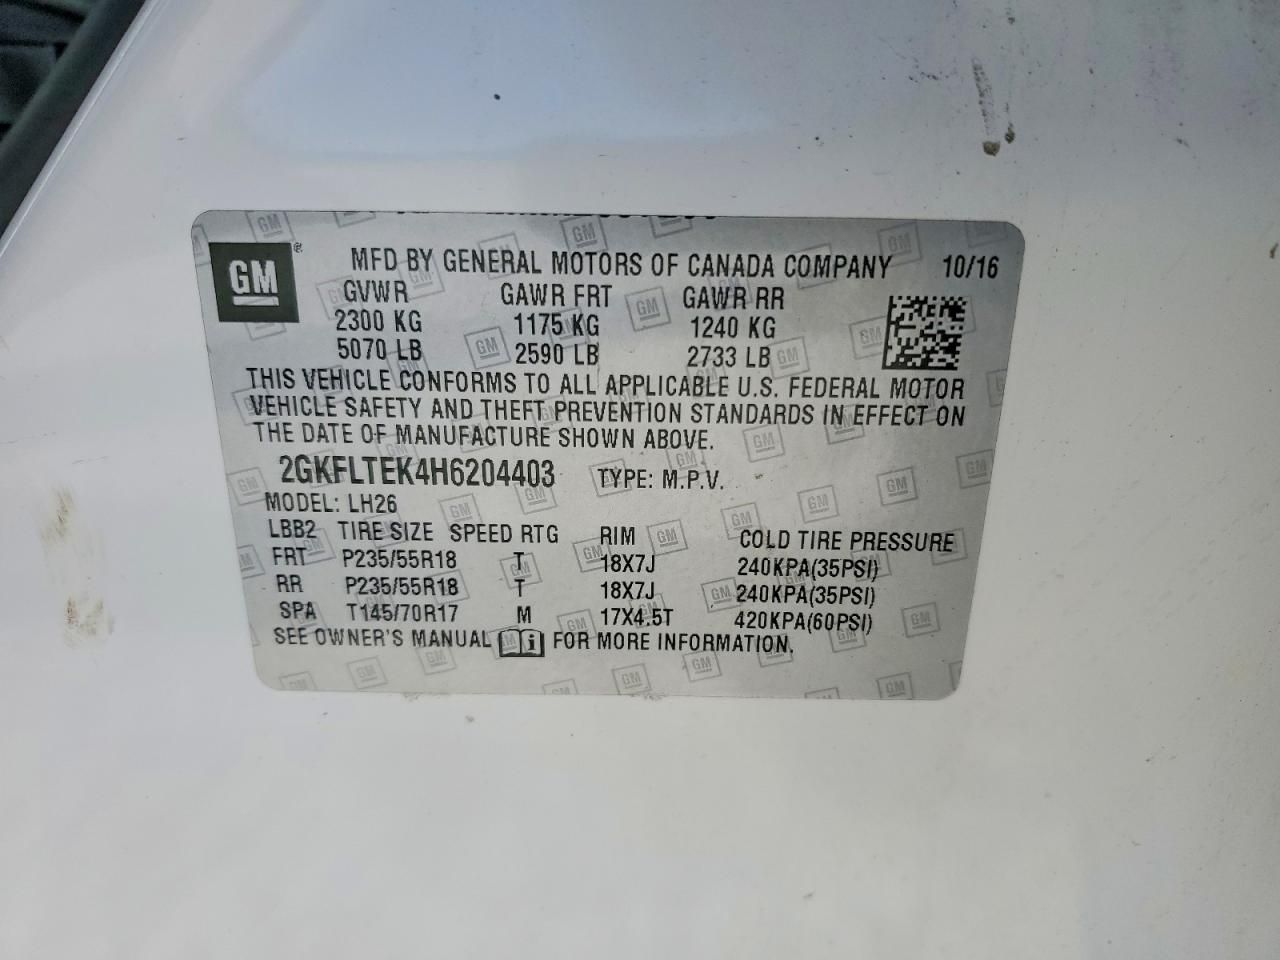 GM ®
MFD BY GENERAL MOTORS OF CANADA COMPANY 10/16
GVWR GAWR FRT GAWR RR
2300 KG 1175 KG 1240 KG
5070 LB 2590 LB 2733 LB
THIS VEHICLE CONFORMS TO ALL APPLICABLE U.S. FEDERAL MOTOR
VEHICLE SAFETY AND THEFT PREVENTION STANDARDS IN EFFECT ON
THE DATE OF MANUFACTURE SHOWN ABOVE.
2GKFLTEK4H6204403 TYPE: M.P.V.
MODEL: LH26
LBB2 TIRE SIZE SPEED RTG RIM COLD TIRE PRESSURE
FRT P235/55R18 T 18X7J 240KPA(35PSI)
RR P235/55R18 T 18X7J 240KPA(35PSI)
SPA T145/70R17 M 17X4.5T 420KPA(60PSI)
SEE OWNER'S MANUAL i FOR MORE INFORMATION.